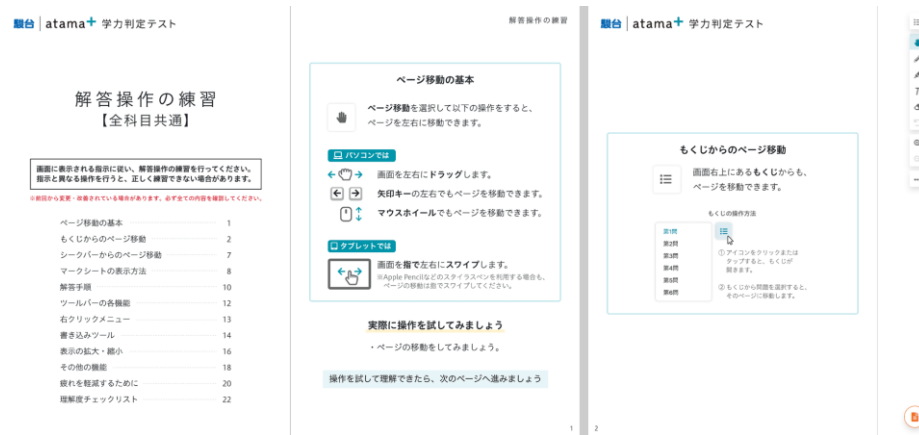 駿台 atama+ 学力判定テスト
解答操作の練習
【全科目共通】
画面に表示される指示に従い、解答操作の練習を行ってください。
指示と異なる操作を行うと、正しく練習できない場合があります。
※前回から変更・改善されている場合があります。必ず全ての内容を確認してください。
ページ移動の基本 1
もくじからのページ移動 2
シークバーからのページ移動 7
マークシートの表示方法 8
解答手順 10
ツールバーの各機能 12
右クリックメニュー 13
書き込みツール 14
表示の拡大・縮小 16
その他の機能 18
疲れを軽減するために 20
理解度チェックリスト 22
解答操作の練習
ページ移動の基本
ページ移動を選択して以下の操作をすると、
ページを左右に移動できます。
パソコンでは
画面を左右にドラッグします。
矢印キーの左右でもページを移動できます。
マウスホイールでもページを移動できます。
タブレットでは
画面を指で左右にスワイプします。
※Apple Pencilなどのスタイラスペンを利用する場合も、
ページの移動は指でスワイプしてください。
実際に操作を試してみましょう
・ページの移動をしてみましょう。
操作を試して理解できたら、次のページへ進みましょう
1
駿台 atama+ 学力判定テスト
もくじからのページ移動
画面右上にあるもくじからも、
ページを移動できます。
もくじの操作方法
第1問
第2問
第3問
第4問
第5問
第6問
① アイコンをクリックまたは
タップすると、もくじが
開きます。
② もくじから問題を選択すると、
そのページに移動します。
2